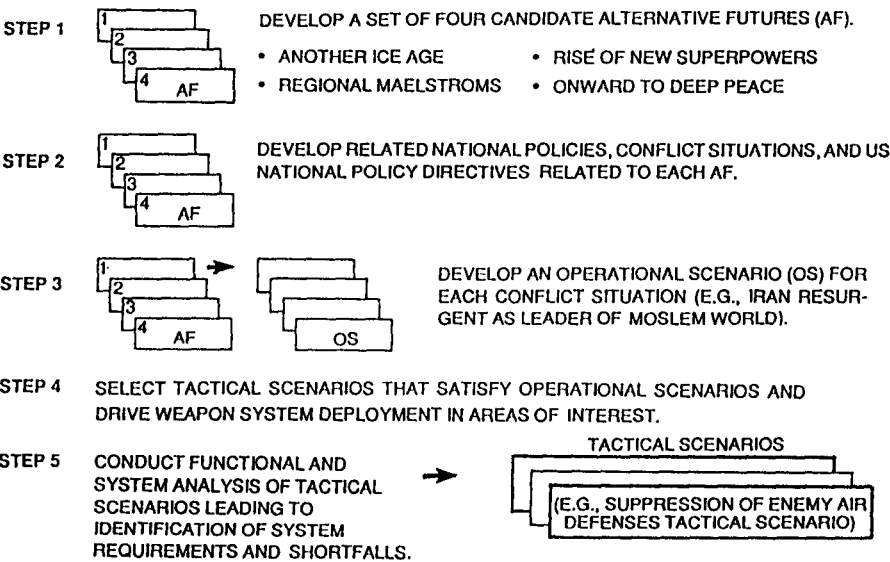 STEP 1
1
2
3
4
AF
DEVELOP A SET OF FOUR CANDIDATE ALTERNATIVE FUTURES (AF).
• ANOTHER ICE AGE
• RISE OF NEW SUPERPOWERS
• REGIONAL MAELSTROMS
• ONWARD TO DEEP PEACE
STEP 2
1
2
3
4
AF
DEVELOP RELATED NATIONAL POLICIES, CONFLICT SITUATIONS, AND US
NATIONAL POLICY DIRECTIVES RELATED TO EACH AF.
STEP 3
1
2
3
4
AF
OS
DEVELOP AN OPERATIONAL SCENARIO (OS) FOR
EACH CONFLICT SITUATION (E.G., IRAN RESUR-
GENT AS LEADER OF MOSLEM WORLD).
STEP 4
SELECT TACTICAL SCENARIOS THAT SATISFY OPERATIONAL SCENARIOS AND
DRIVE WEAPON SYSTEM DEPLOYMENT IN AREAS OF INTEREST.
STEP 5
CONDUCT FUNCTIONAL AND
SYSTEM ANALYSIS OF TACTICAL
SCENARIOS LEADING TO
IDENTIFICATION OF SYSTEM
REQUIREMENTS AND SHORTFALLS.
TACTICAL SCENARIOS
(E.G., SUPPRESSION OF ENEMY AIR
DEFENSES TACTICAL SCENARIO)